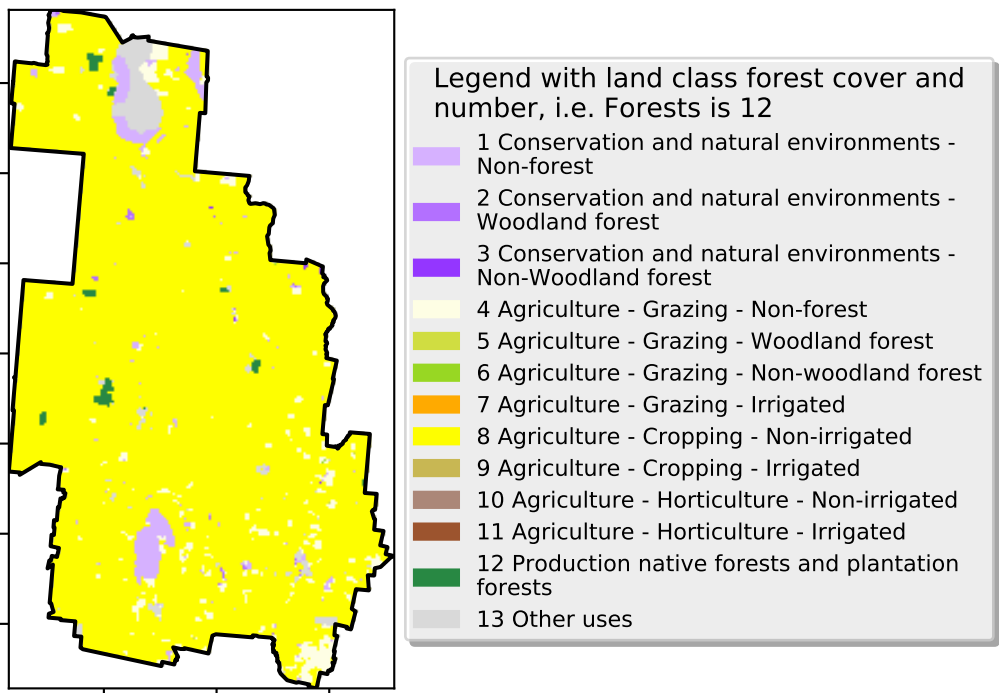 Legend with land class forest cover and
number, i.e. Forests is 12
1 Conservation and natural environments -
Non-forest
2 Conservation and natural environments -
Woodland forest
3 Conservation and natural environments -
Non-Woodland forest
4 Agriculture - Grazing - Non-forest
5 Agriculture - Grazing - Woodland forest
6 Agriculture - Grazing - Non-woodland forest
7 Agriculture - Grazing - Irrigated
8 Agriculture - Cropping - Non-irrigated
9 Agriculture - Cropping - Irrigated
10 Agriculture - Horticulture - Non-irrigated
11 Agriculture - Horticulture - Irrigated
12 Production native forests and plantation
forests
13 Other uses